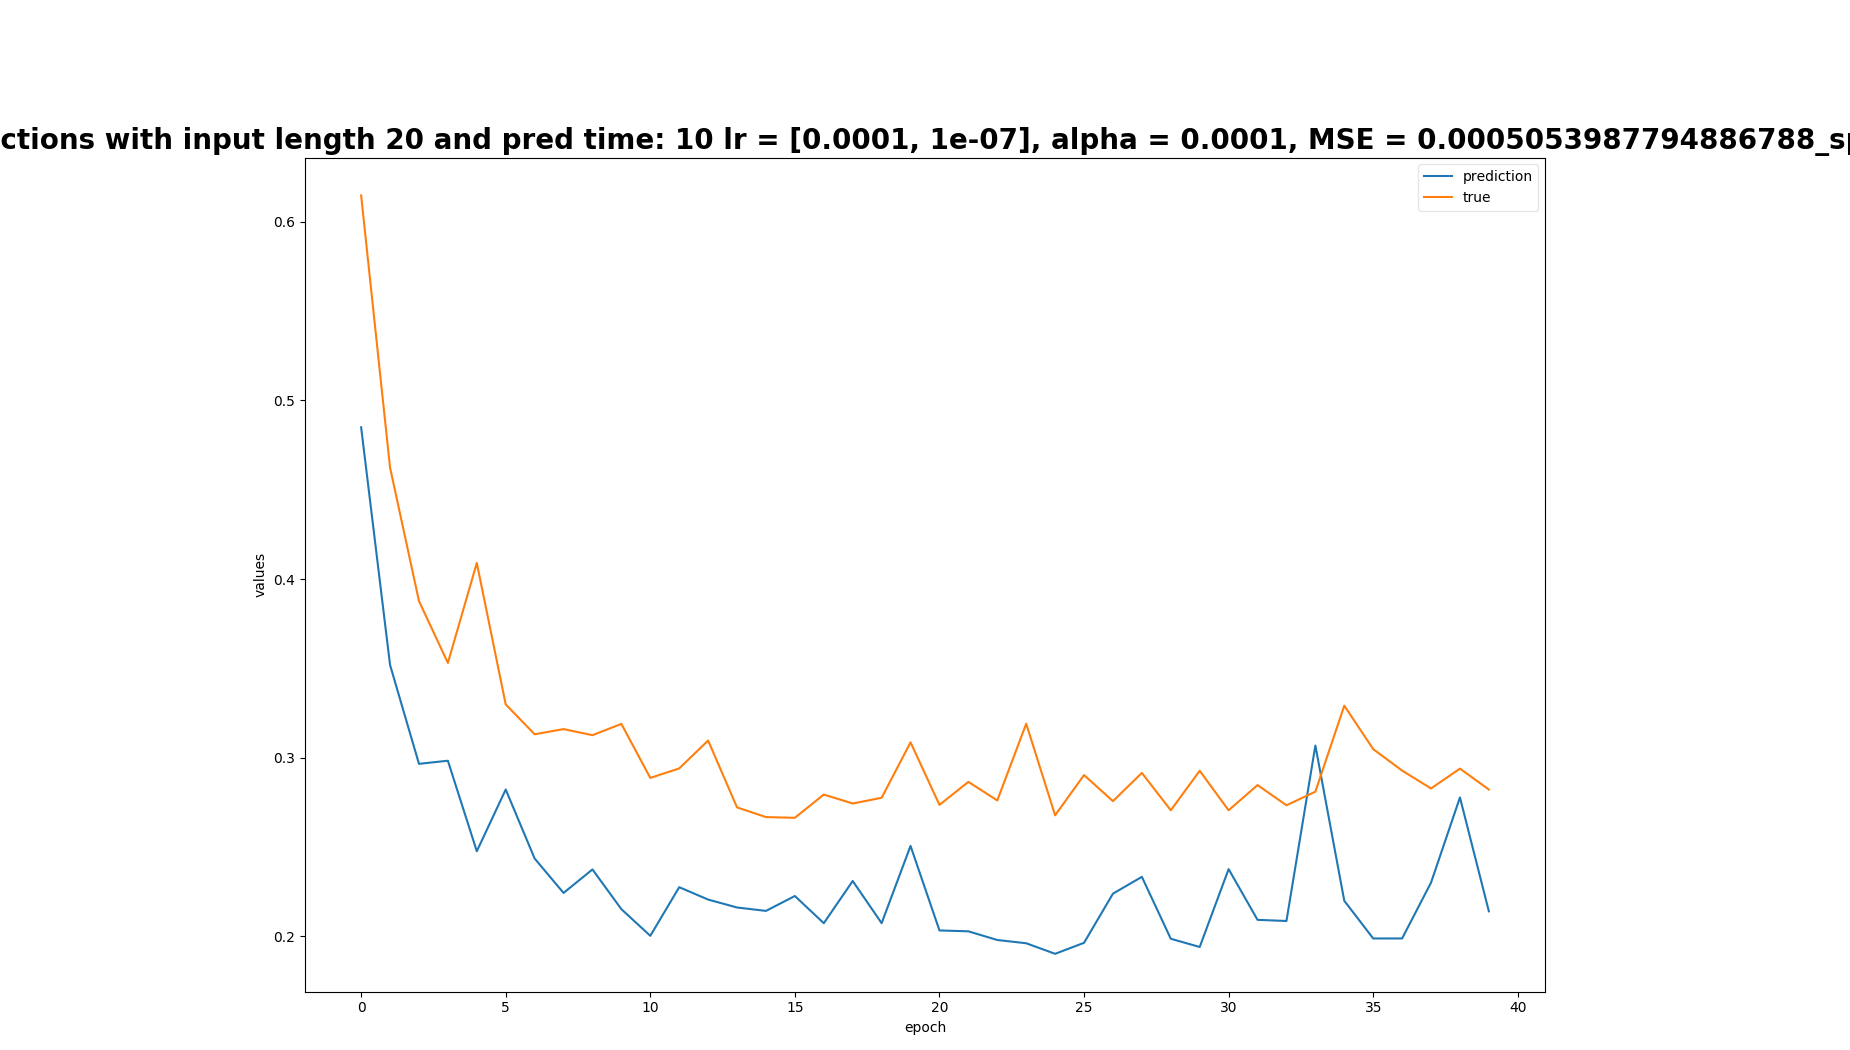 ctions with input length 20 and pred time: 10 lr = [0.0001, 1e-07], alpha = 0.0001, MSE = 0.0005053987794886788_sp
prediction
true
0.6
0.5
0.4
0.3
0.2
values
0 5 10 15 20 25 30 35 40
epoch